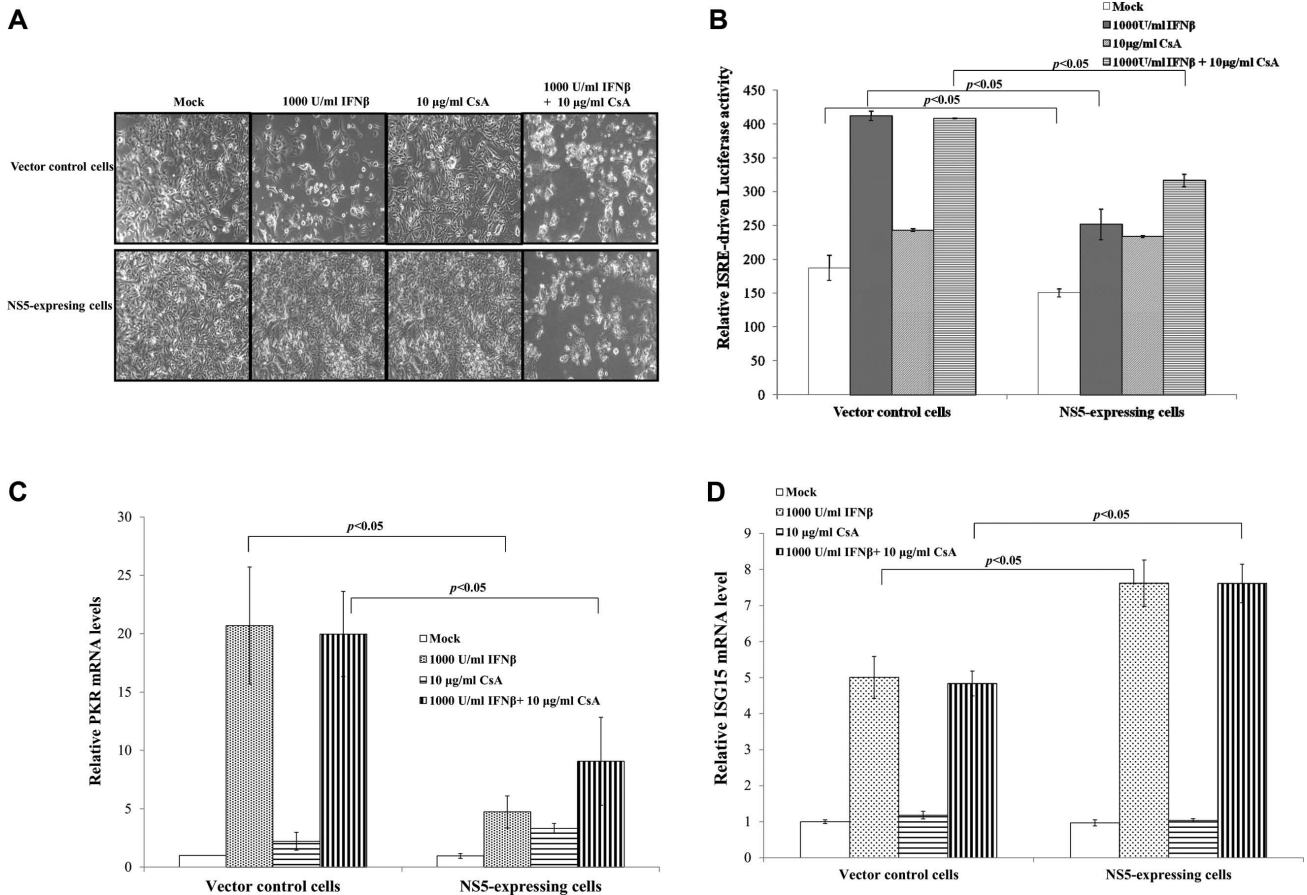 A
Mock
1000 U/ml IFNβ
10 μg/ml CsA
1000 U/ml IFNβ
+ 10 μg/ml CsA
Vector control cells
NS5-expresing cells
B
Mock
1000U/ml IFNβ
10μg/ml CsA
1000U/ml IFNβ + 10μg/ml CsA
p<0.05
p<0.05
p<0.05
Relative ISRE-driven Luciferase activity
450
400
350
300
250
200
150
100
50
0
Vector control cells
NS5-expressing cells
C
Relative PKR mRNA levels
30
25
20
15
10
5
0
p<0.05
p<0.05
Mock
1000 U/ml IFNβ
10 μg/ml CsA
1000 U/ml IFNβ+ 10 μg/ml CsA
Vector control cells
NS5-expressing cells
D
Mock
1000 U/ml IFNβ
10 μg/ml CsA
1000 U/ml IFNβ+ 10 μg/ml CsA
p<0.05
p<0.05
Relative ISG15 mRNA level
9
8
7
6
5
4
3
2
1
0
Vector control cells
NS5-expressing cells